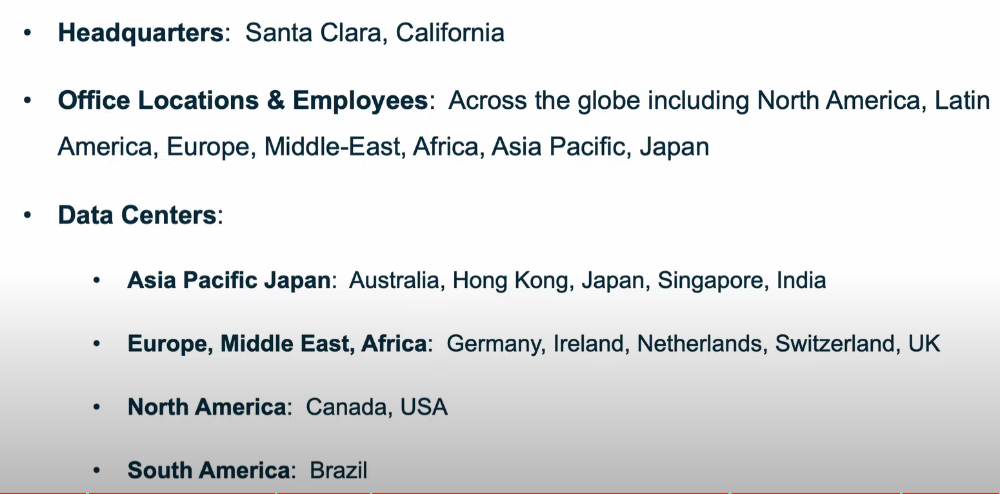 • Headquarters: Santa Clara, California
• Office Locations & Employees: Across the globe including North America, Latin
America, Europe, Middle-East, Africa, Asia Pacific, Japan
• Data Centers:
• Asia Pacific Japan: Australia, Hong Kong, Japan, Singapore, India
• Europe, Middle East, Africa: Germany, Ireland, Netherlands, Switzerland, UK
• North America: Canada, USA
• South America: Brazil